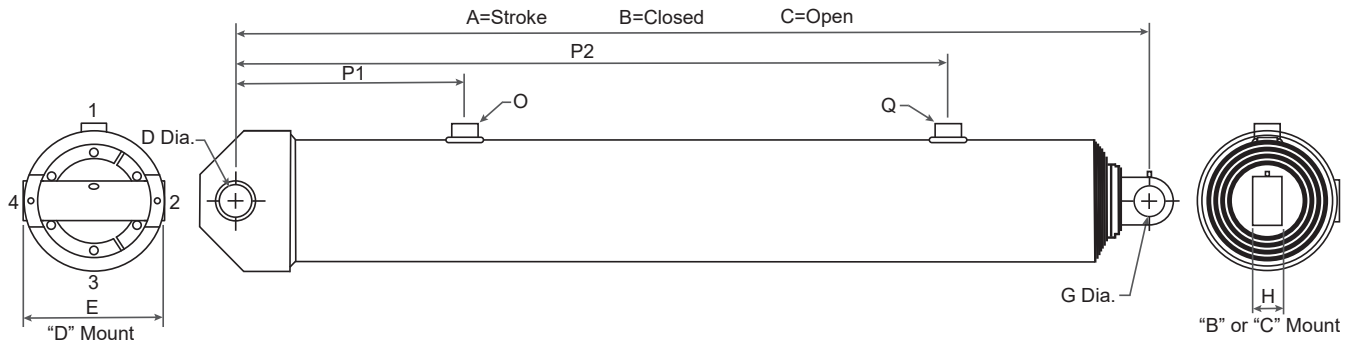 A=Stroke B=Closed C=Open
P2
P1
O
Q
1
D Dia.
4
2
3
E
"D" Mount
G Dia.
H
"B" or "C" Mount